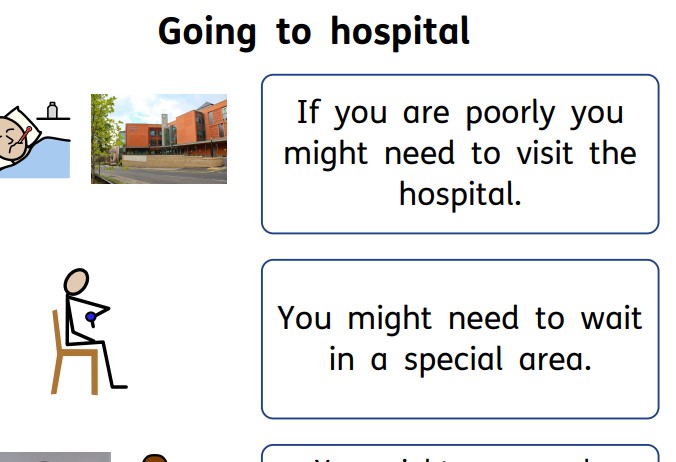 Going to hospital
If you are poorly you
might need to visit the
hospital.
You might need to wait
in a special area.